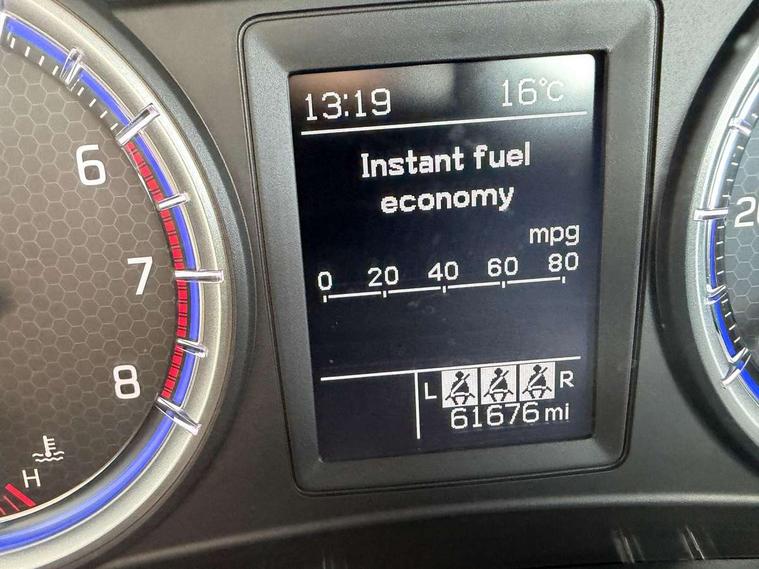 13:19 16°C
Instant fuel
economy
mpg
0 20 40 60 80
L R
61676 mi
6
7
8
H